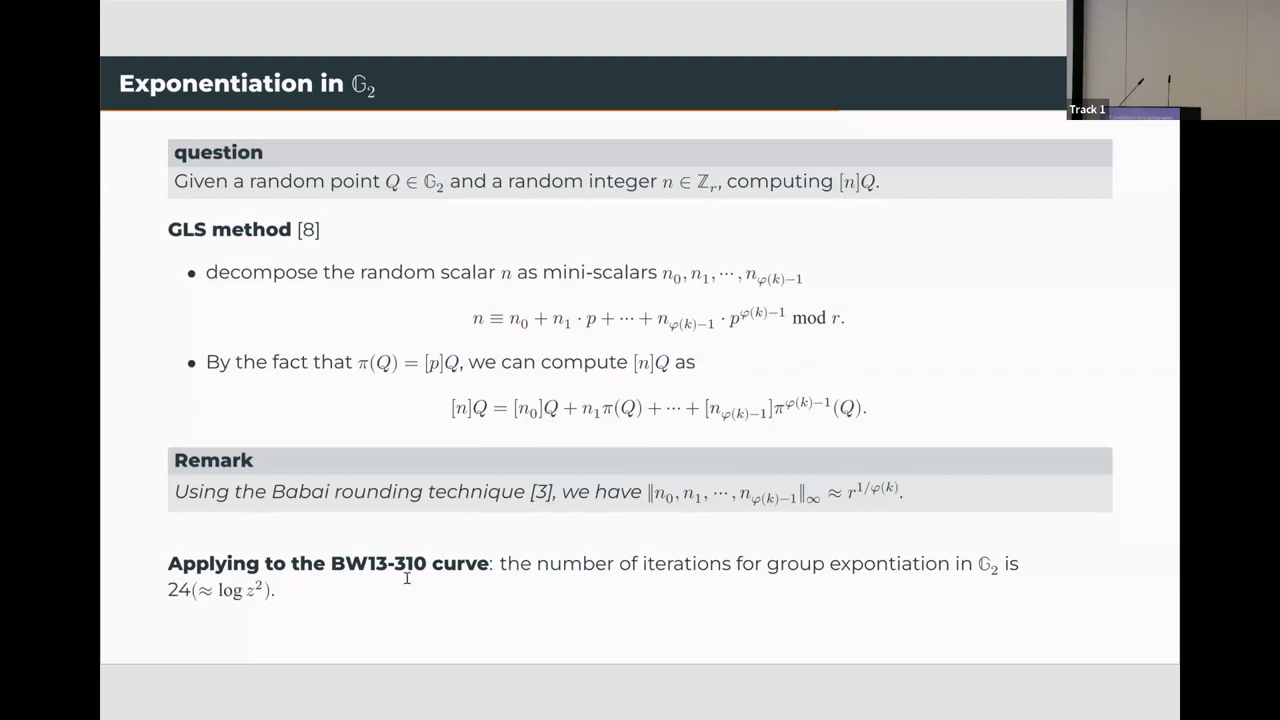 Exponentiation in 𝔾₂
Track 1
question
Given a random point Q ∈ 𝔾₂ and a random integer n ∈ ℤᵣ, computing [n]Q.
GLS method [8]
• decompose the random scalar n as mini-scalars n₀, n₁, ⋯, n_{φ(k)−1}
n ≡ n₀ + n₁ · p + ⋯ + n_{φ(k)−1} · p^{φ(k)−1} mod r.
• By the fact that π(Q) = [p]Q, we can compute [n]Q as
[n]Q = [n₀]Q + n₁π(Q) + ⋯ + [n_{φ(k)−1}]π^{φ(k)−1}(Q).
Remark
Using the Babai rounding technique [3], we have ‖n₀, n₁, ⋯, n_{φ(k)−1}‖_∞ ≈ r^{1/φ(k)}.
Applying to the BW13-310 curve: the number of iterations for group expontiation in 𝔾₂ is
24(≈ log z²).